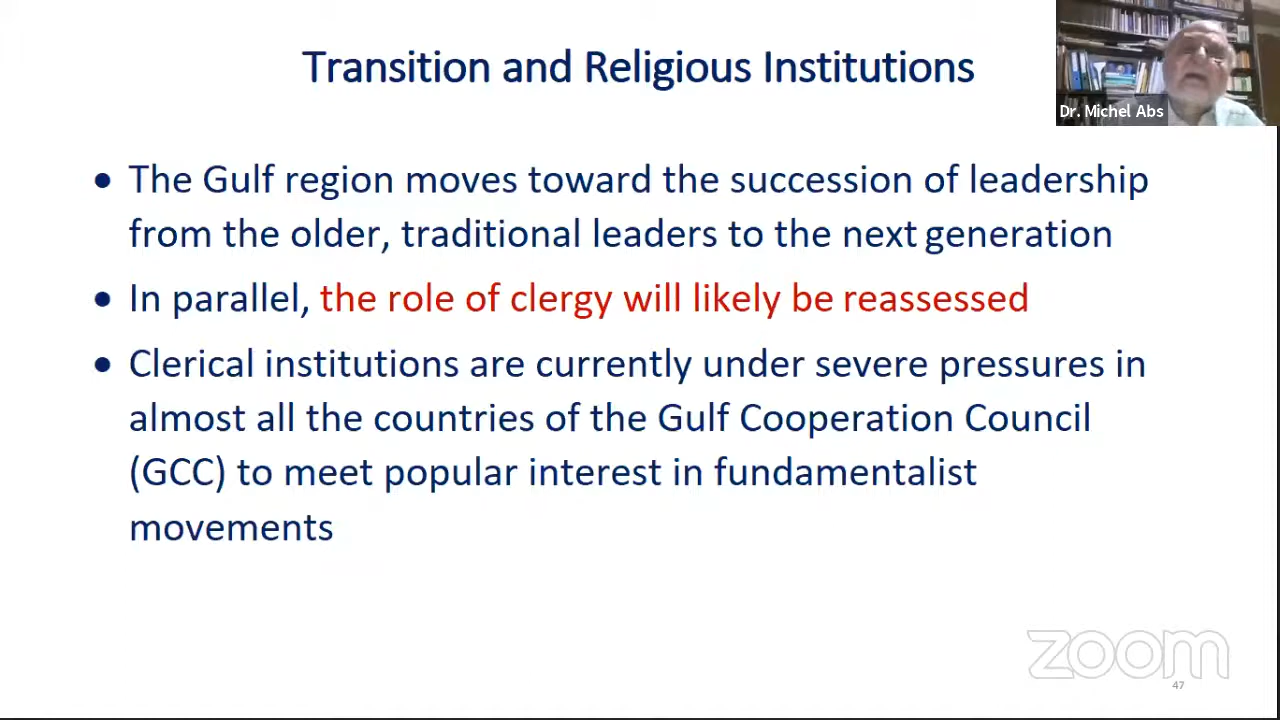 Transition and Religious Institutions
Dr. Michel Abs
• The Gulf region moves toward the succession of leadership
from the older, traditional leaders to the next generation
• In parallel, the role of clergy will likely be reassessed
• Clerical institutions are currently under severe pressures in
almost all the countries of the Gulf Cooperation Council
(GCC) to meet popular interest in fundamentalist
movements
zoom
47